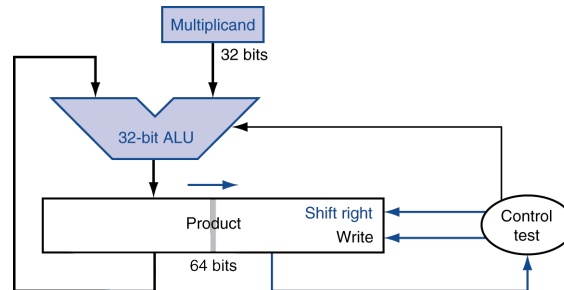 Multiplicand
32 bits
32-bit ALU
Product
Shift right
Write
Control
test
64 bits